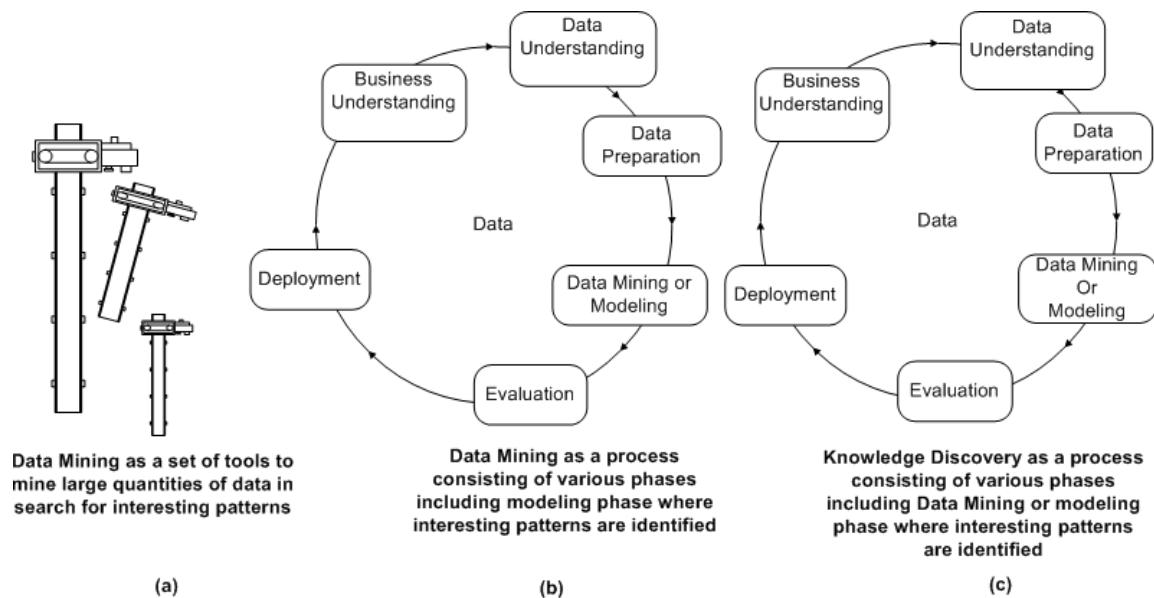 Data
Understanding
Business
Understanding
Data
Preparation
Data
Deployment
Data Mining or
Modeling
Evaluation
Data
Understanding
Business
Understanding
Data
Preparation
Data
Deployment
Data Mining
Or
Modeling
Evaluation
Data Mining as a set of tools to
mine large quantities of data in
search for interesting patterns
(a)
Data Mining as a process
consisting of various phases
including modeling phase where
interesting patterns are identified
(b)
Knowledge Discovery as a process
consisting of various phases
including Data Mining or modeling
phase where interesting patterns
are identified
(c)